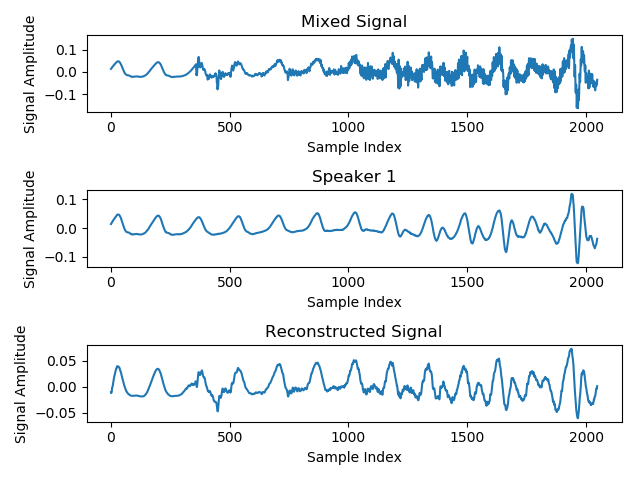 Mixed Signal
Signal Amplitude
0.1
0.0
−0.1
0 500 1000 1500 2000
Sample Index
Speaker 1
Signal Amplitude
0.1
0.0
−0.1
0 500 1000 1500 2000
Sample Index
Reconstructed Signal
Signal Amplitude
0.05
0.00
−0.05
0 500 1000 1500 2000
Sample Index